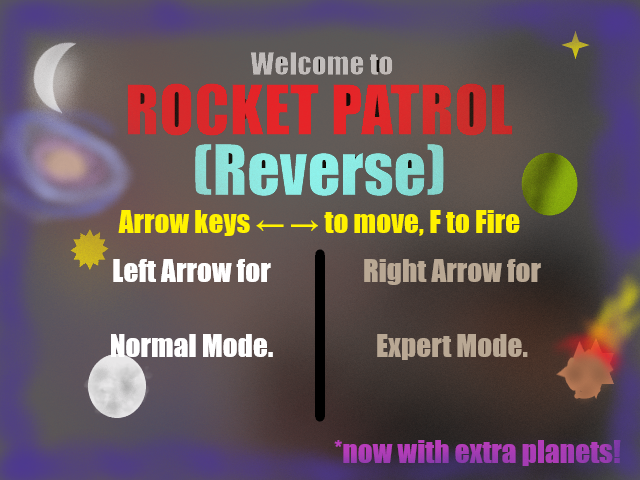 Welcome to
ROCKET PATROL
(Reverse)
Arrow keys ← → to move, F to Fire
Left Arrow for
Normal Mode.
Right Arrow for
Expert Mode.
*now with extra planets!